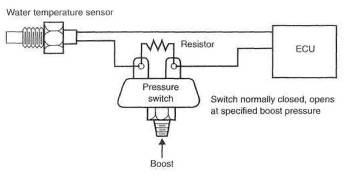 Water temperature sensor
Resistor
ECU
Pressure
switch
Switch normally closed, opens
at specified boost pressure
Boost